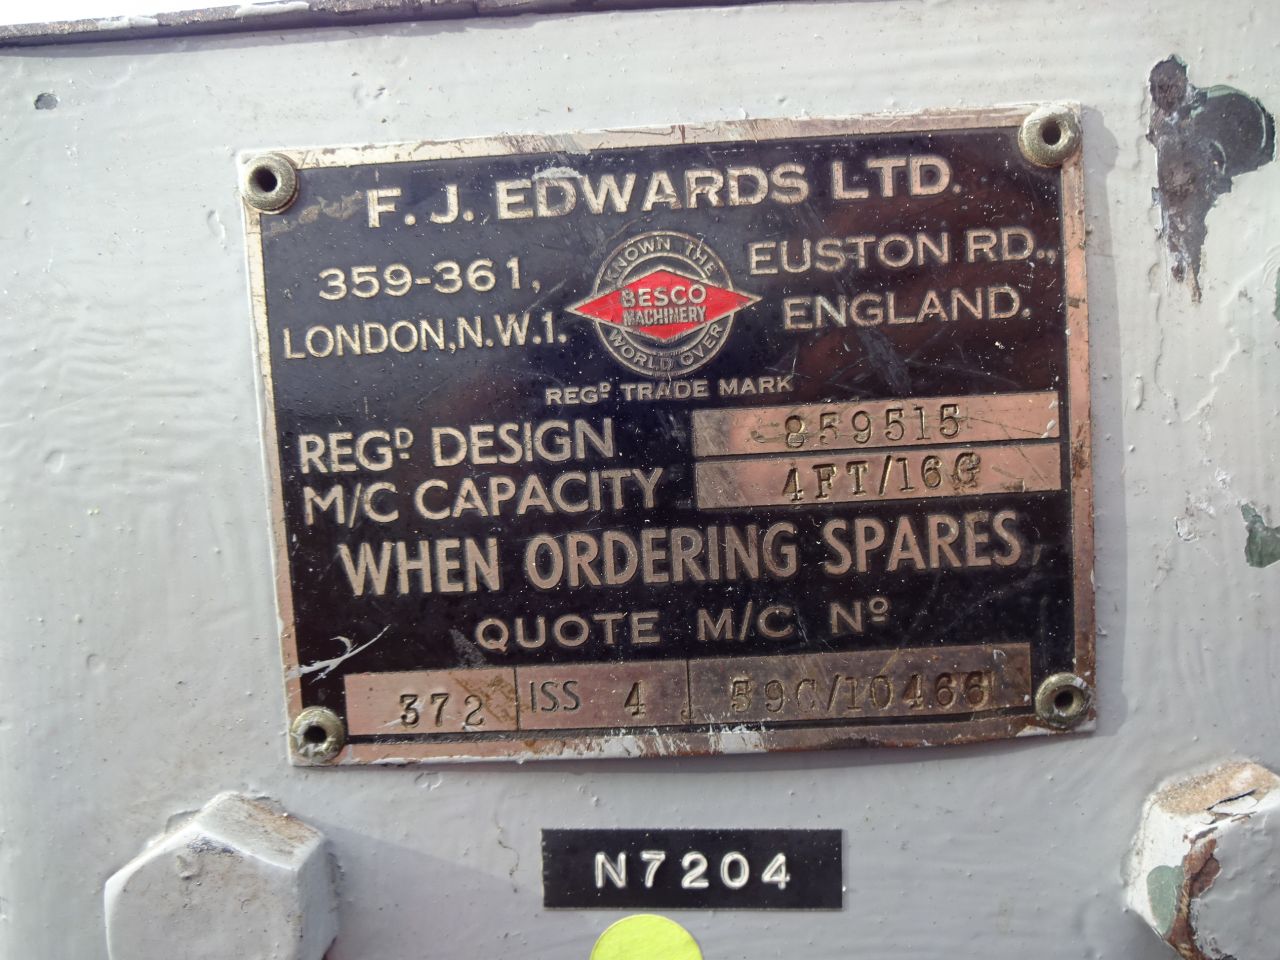 F. J. EDWARDS LTD.
359-361, EUSTON RD.,
LONDON, N.W.1. ENGLAND.
KNOWN THE
BESCO
MACHINERY
WORLD OVER
REGD TRADE MARK
REGD DESIGN 859515
M/C CAPACITY 4FT/16G
WHEN ORDERING SPARES
QUOTE M/C Nº
372 ISS 4 59C/10466
N7204